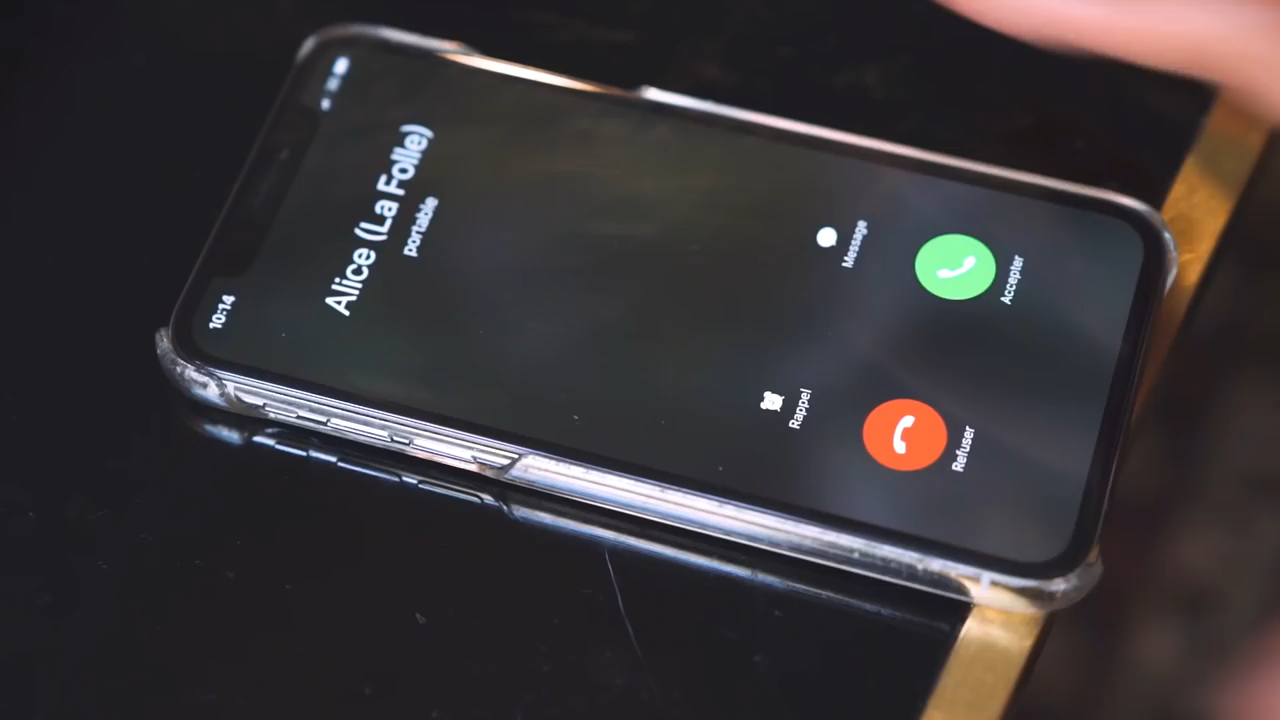 10:14
Alice (La Folle)
portable
Rappel
Message
Refuser
Accepter